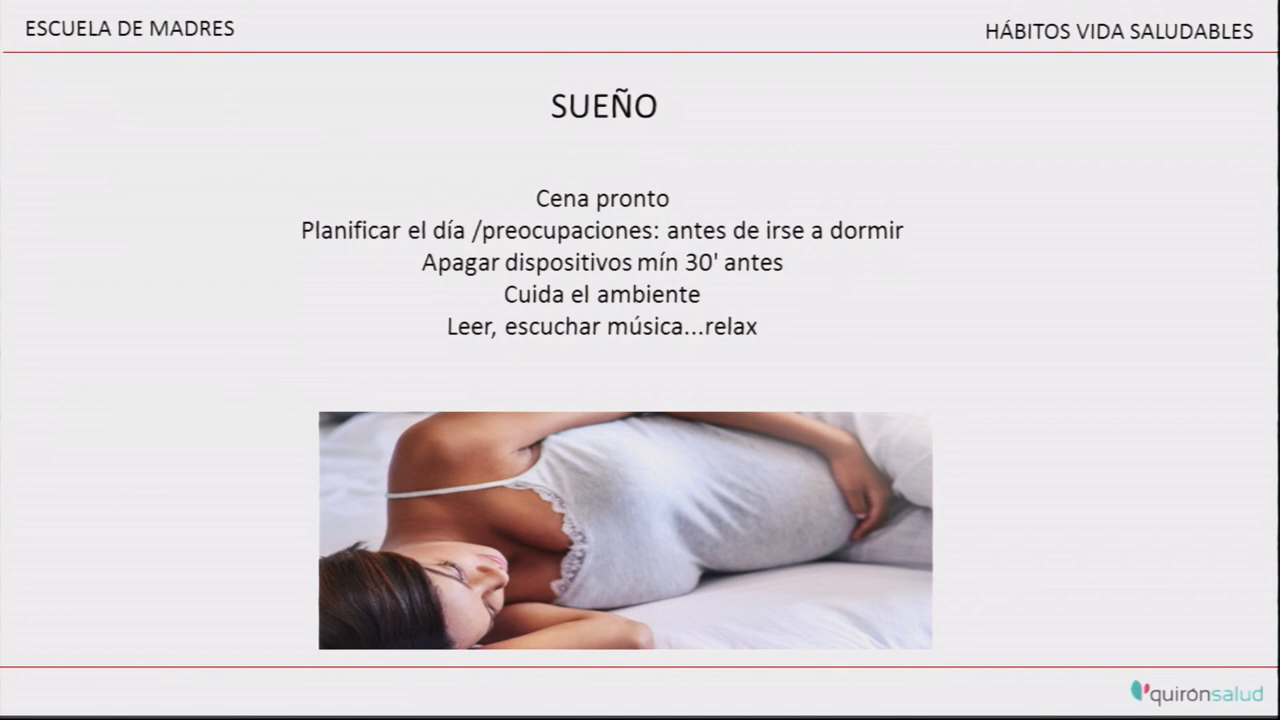 ESCUELA DE MADRES
HÁBITOS VIDA SALUDABLES
SUEÑO
Cena pronto
Planificar el día /preocupaciones: antes de irse a dormir
Apagar dispositivos mín 30' antes
Cuida el ambiente
Leer, escuchar música...relax
quirónsalud